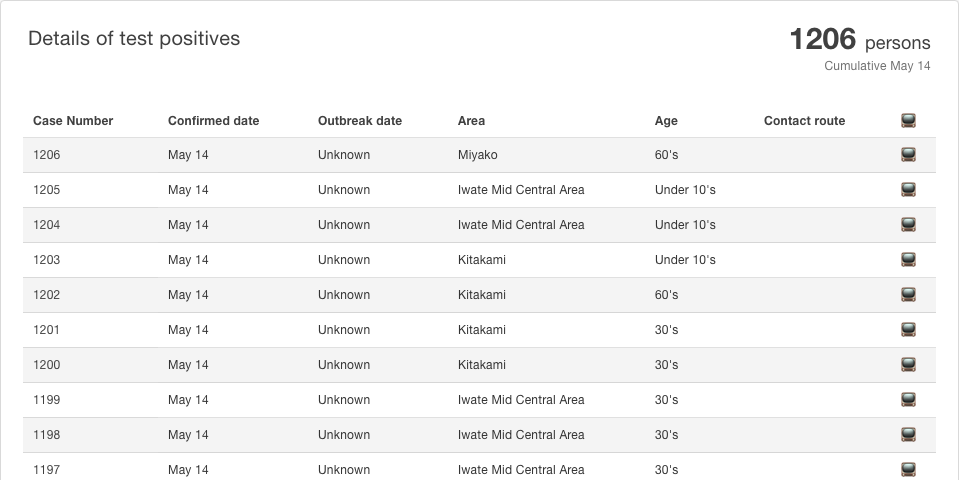 Details of test positives
1206 persons
Cumulative May 14
Case Number Confirmed date Outbreak date Area Age Contact route
1206 May 14 Unknown Miyako 60's
1205 May 14 Unknown Iwate Mid Central Area Under 10's
1204 May 14 Unknown Iwate Mid Central Area Under 10's
1203 May 14 Unknown Kitakami Under 10's
1202 May 14 Unknown Kitakami 60's
1201 May 14 Unknown Kitakami 30's
1200 May 14 Unknown Kitakami 30's
1199 May 14 Unknown Iwate Mid Central Area 30's
1198 May 14 Unknown Iwate Mid Central Area 30's
1197 May 14 Unknown Iwate Mid Central Area 30's